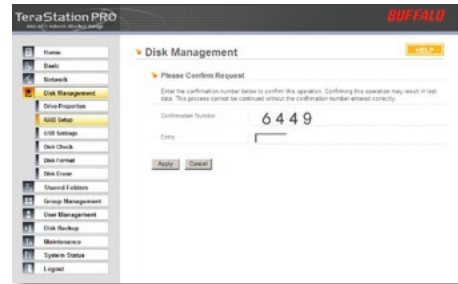 TeraStation PRO
BUFFALO
Home
Basic
Network
Disk Management
Drive Properties
RAID Setup
USB Settings
Disk Check
Disk Format
Disk Erase
Shared Folders
Group Management
User Management
Disk Backup
Maintenance
System Status
Logout
Disk Management
HELP
Please Confirm Request
Enter the confirmation number below to confirm this operation. Confirming this operation may result in lost
data. This process cannot be continued without the confirmation number entered correctly.
Confirmation Number
6449
Entry
Apply
Cancel